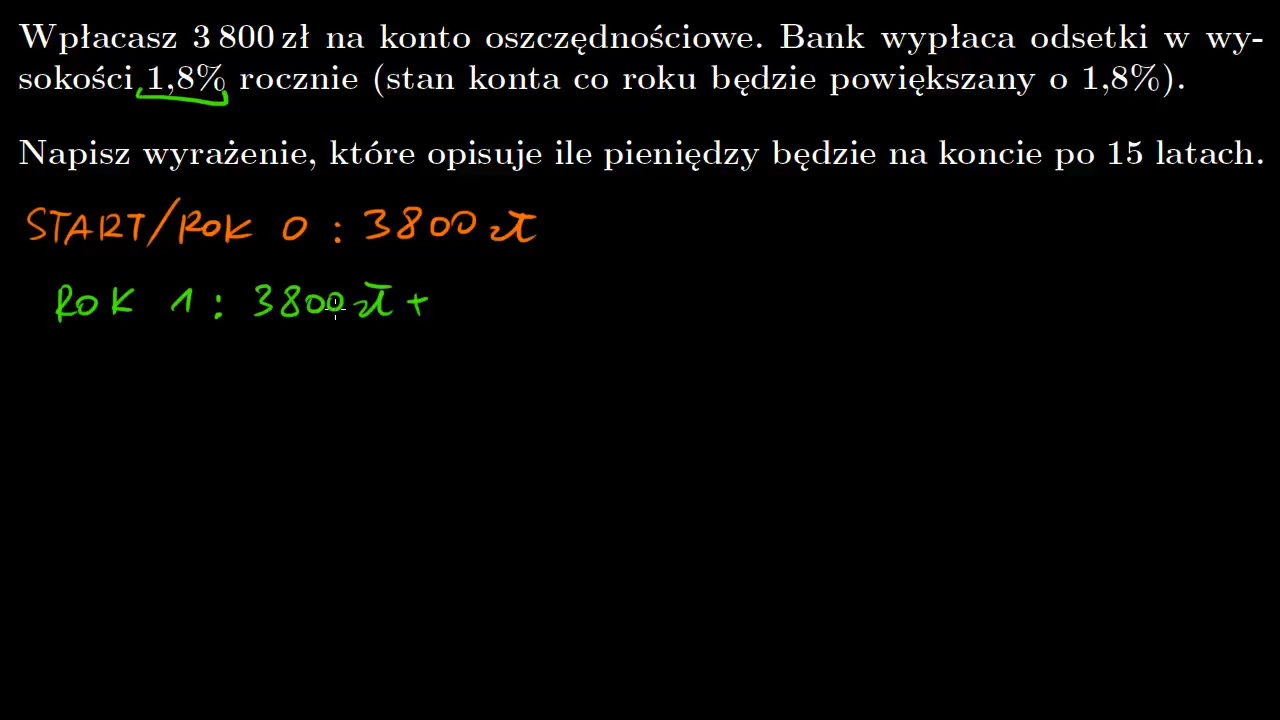 Wpłacasz 3 800 zł na konto oszczędnościowe. Bank wypłaca odsetki w wy-
sokości 1,8% rocznie (stan konta co roku będzie powiększany o 1,8%).
Napisz wyrażenie, które opisuje ile pieniędzy będzie na koncie po 15 latach.
START/ROK 0 : 3800 zł
ROK 1 : 3800 zł +